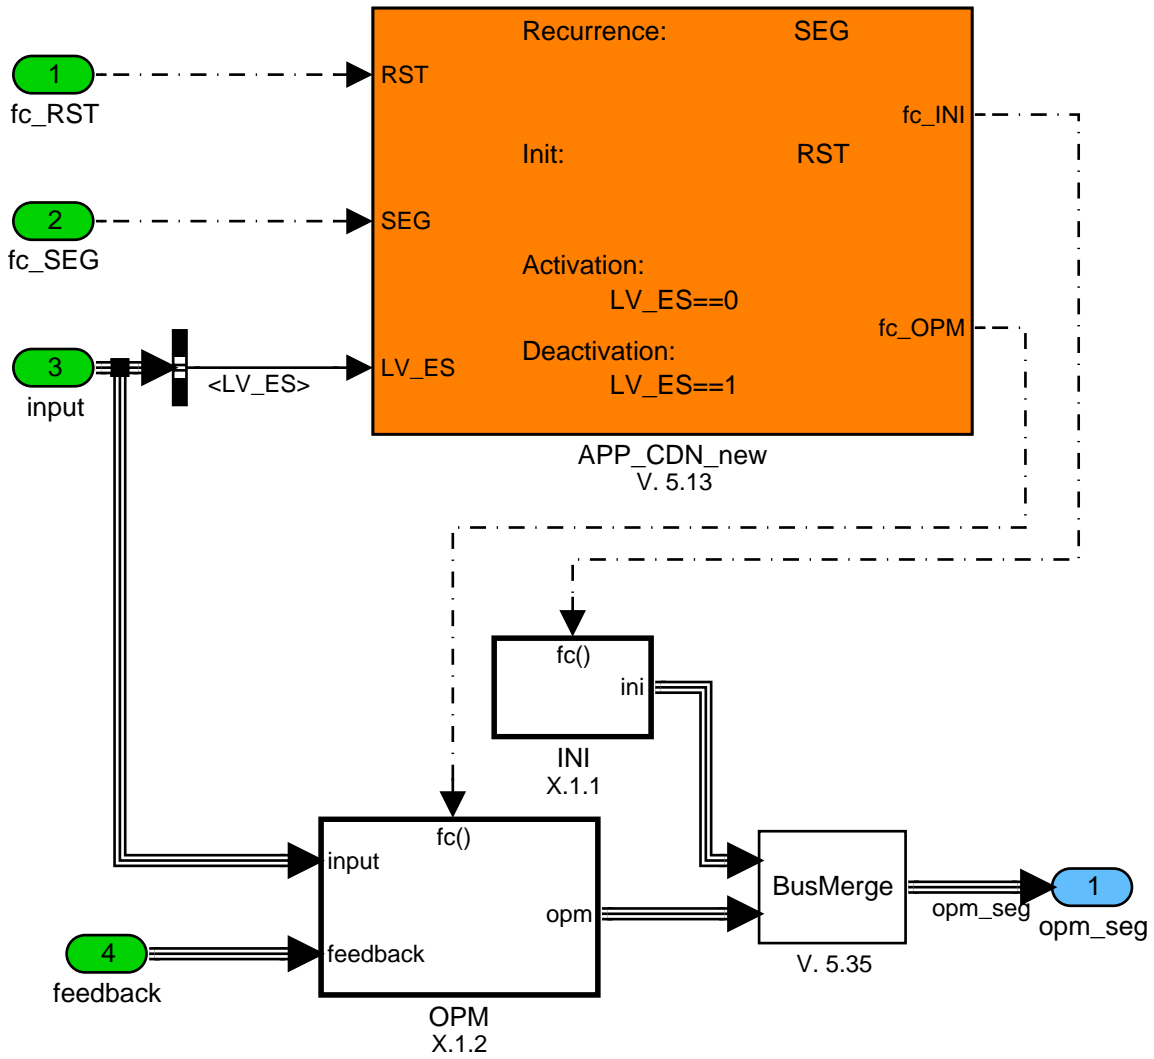 Recurrence: SEG
1
RST
fc_RST
fc_INI
Init: RST
2
SEG
fc_SEG
Activation:
LV_ES==0
fc_OPM
Deactivation:
3
LV_ES
<LV_ES>
LV_ES==1
input
APP_CDN_new
V. 5.13
fc()
ini
INI
X.1.1
fc()
input
BusMerge
1
opm
opm_seg
opm_seg
4
feedback
V. 5.35
feedback
OPM
X.1.2